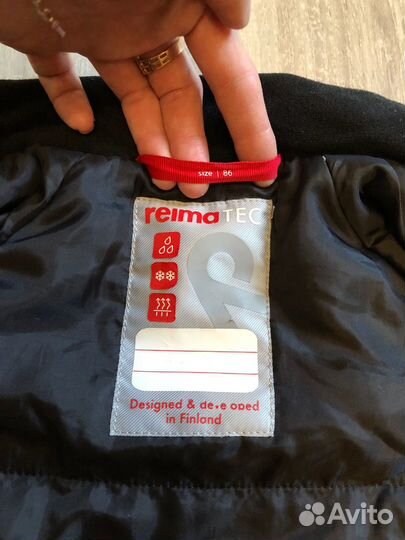 size | 86
reima TEC
Designed & developed
in Finland
Avito